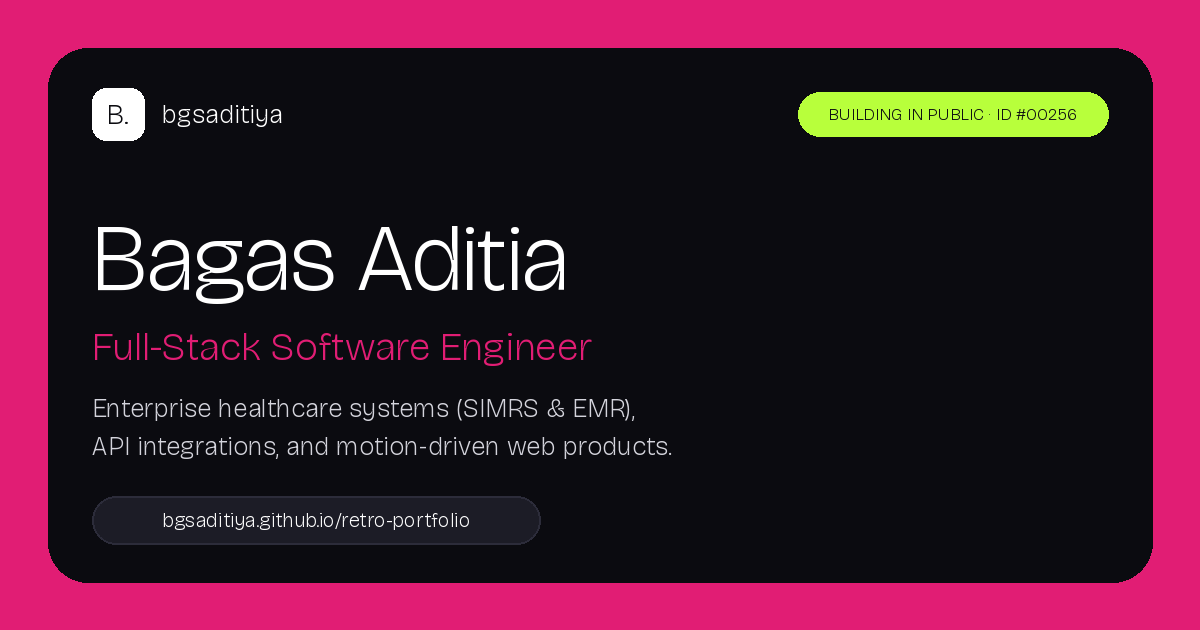 B.
bgsaditiya
BUILDING IN PUBLIC · ID #00256
Bagas Aditia
Full-Stack Software Engineer
Enterprise healthcare systems (SIMRS & EMR),
API integrations, and motion-driven web products.
bgsaditiya.github.io/retro-portfolio